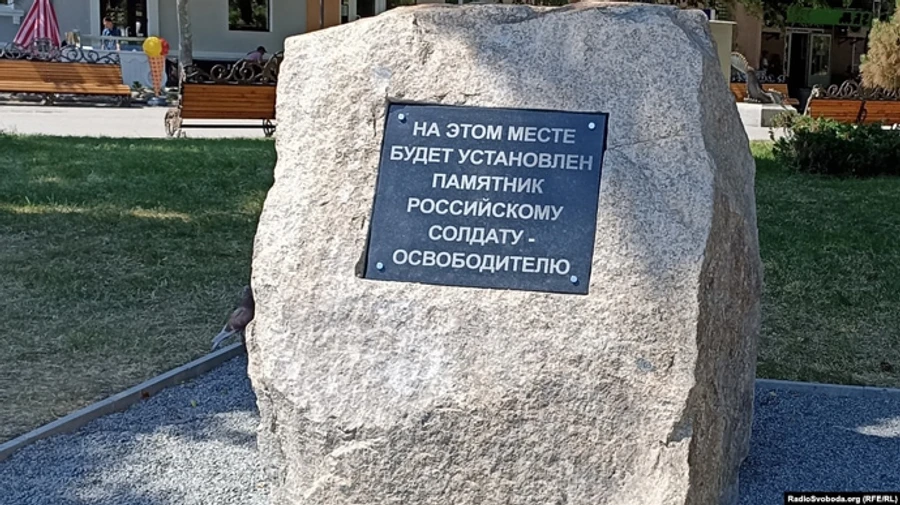 НА ЭТОМ МЕСТЕ
БУДЕТ УСТАНОВЛЕН
ПАМЯТНИК
РОССИЙСКОМУ
СОЛДАТУ -
ОСВОБОДИТЕЛЮ
RadioSvoboda.org (RFE/RL)